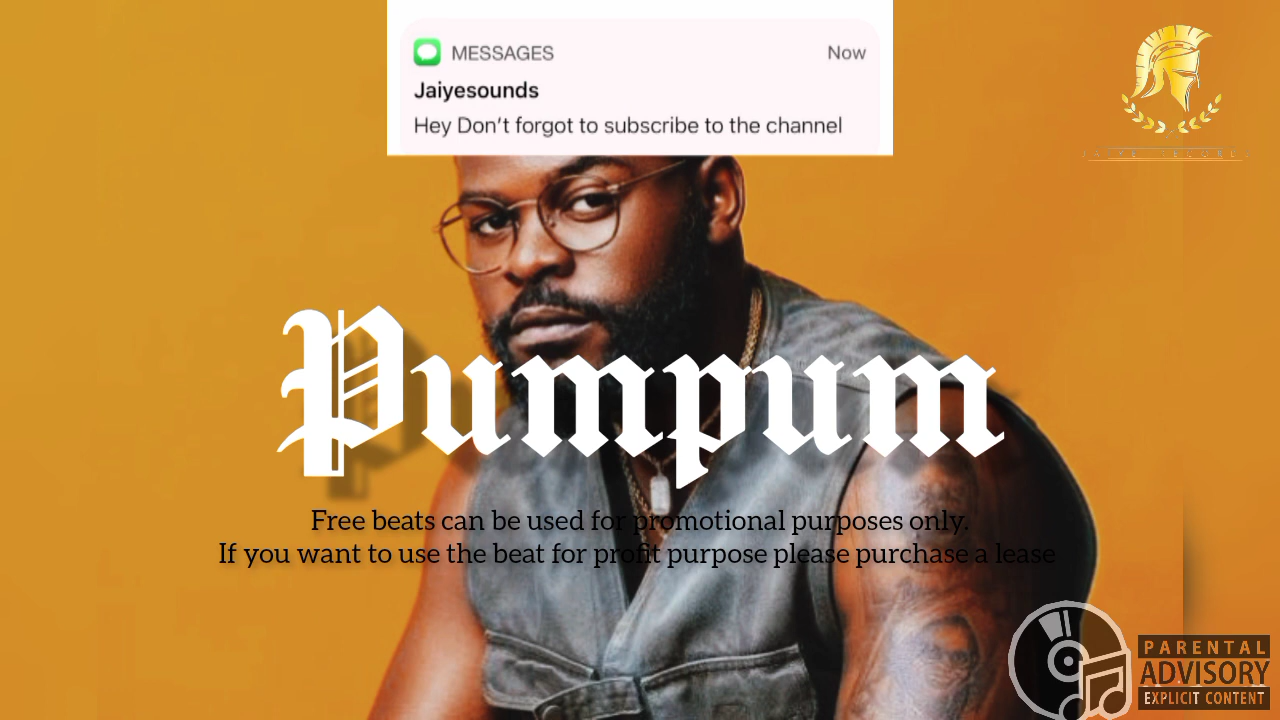 MESSAGES Now
Jaiyesounds
Hey Don't forgot to subscribe to the channel
Pumpum
Free beats can be used for promotional purposes only.
If you want to use the beat for profit purpose please purchase a lease
PARENTAL
ADVISORY
EXPLICIT CONTENT